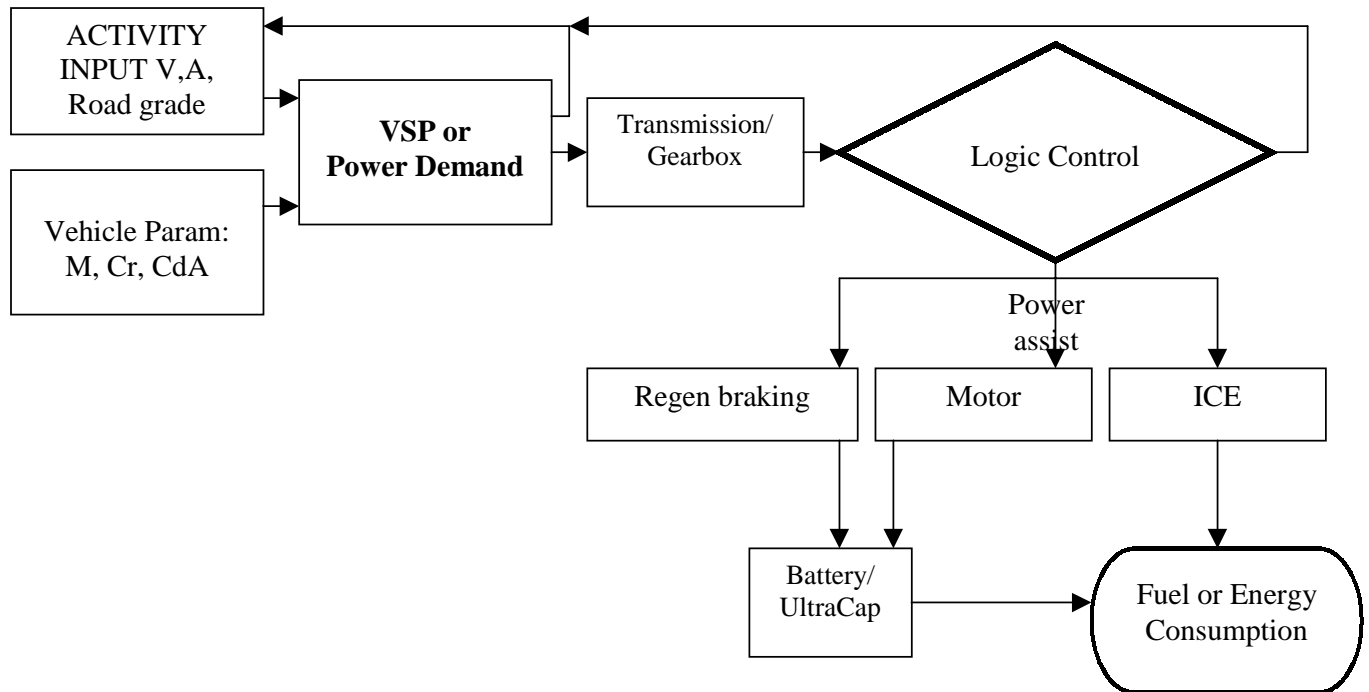 ACTIVITY
INPUT V,A,
Road grade
VSP or
Power Demand
Transmission/
Gearbox
Logic Control
Vehicle Param:
M, Cr, CdA
Power
assist
Regen braking
Motor
ICE
Battery/
UltraCap
Fuel or Energy
Consumption